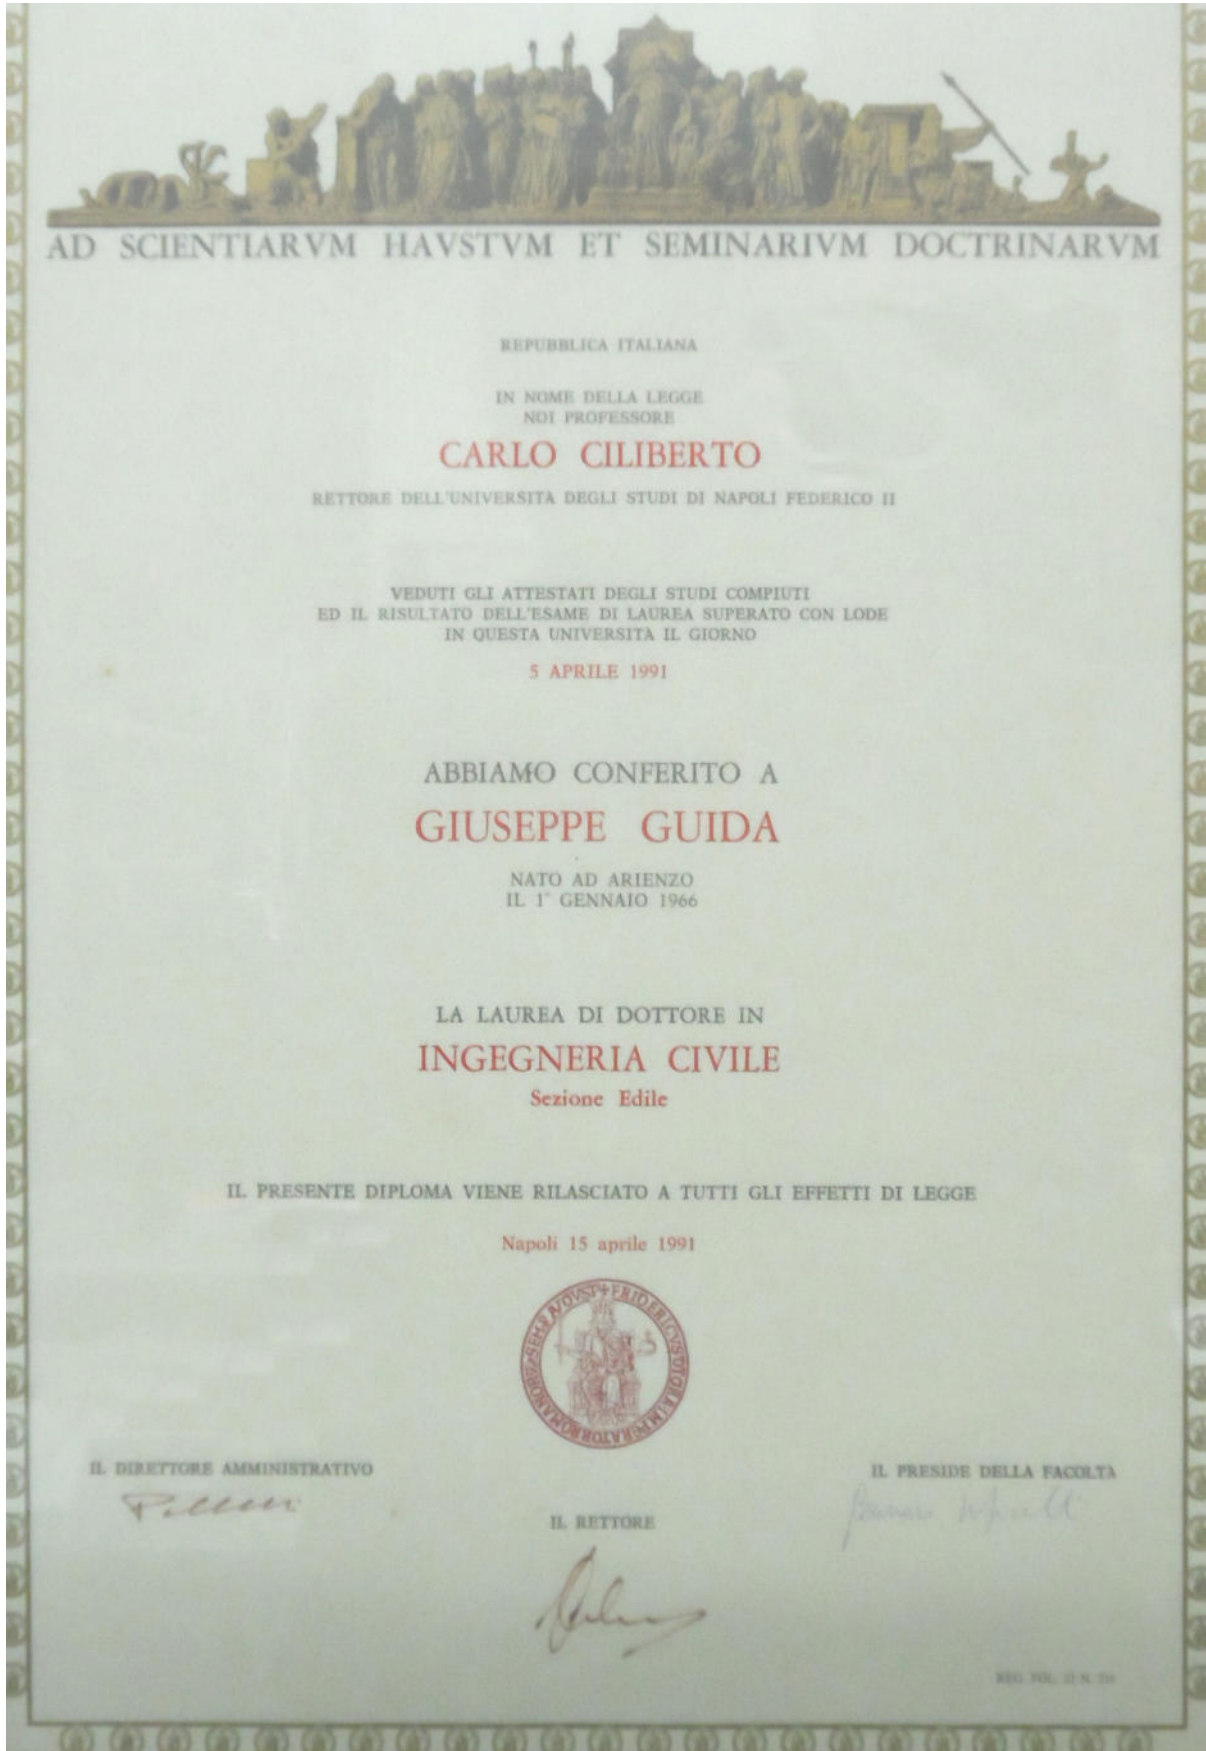 AD SCIENTIARVM HAVSTVM ET SEMINARIVM DOCTRINARVM
REPUBBLICA ITALIANA
IN NOME DELLA LEGGE
NOI PROFESSORE
CARLO CILIBERTO
RETTORE DELL'UNIVERSITÀ DEGLI STUDI DI NAPOLI FEDERICO II
VEDUTI GLI ATTESTATI DEGLI STUDI COMPIUTI
ED IL RISULTATO DELL'ESAME DI LAUREA SUPERATO CON LODE
IN QUESTA UNIVERSITÀ IL GIORNO
5 APRILE 1991
ABBIAMO CONFERITO A
GIUSEPPE GUIDA
NATO AD ARIENZO
IL 1° GENNAIO 1966
LA LAUREA DI DOTTORE IN
INGEGNERIA CIVILE
Sezione Edile
IL PRESENTE DIPLOMA VIENE RILASCIATO A TUTTI GLI EFFETTI DI LEGGE
Napoli 15 aprile 1991
IL DIRETTORE AMMINISTRATIVO
IL PRESIDE DELLA FACOLTÀ
IL RETTORE
REG. FOL.